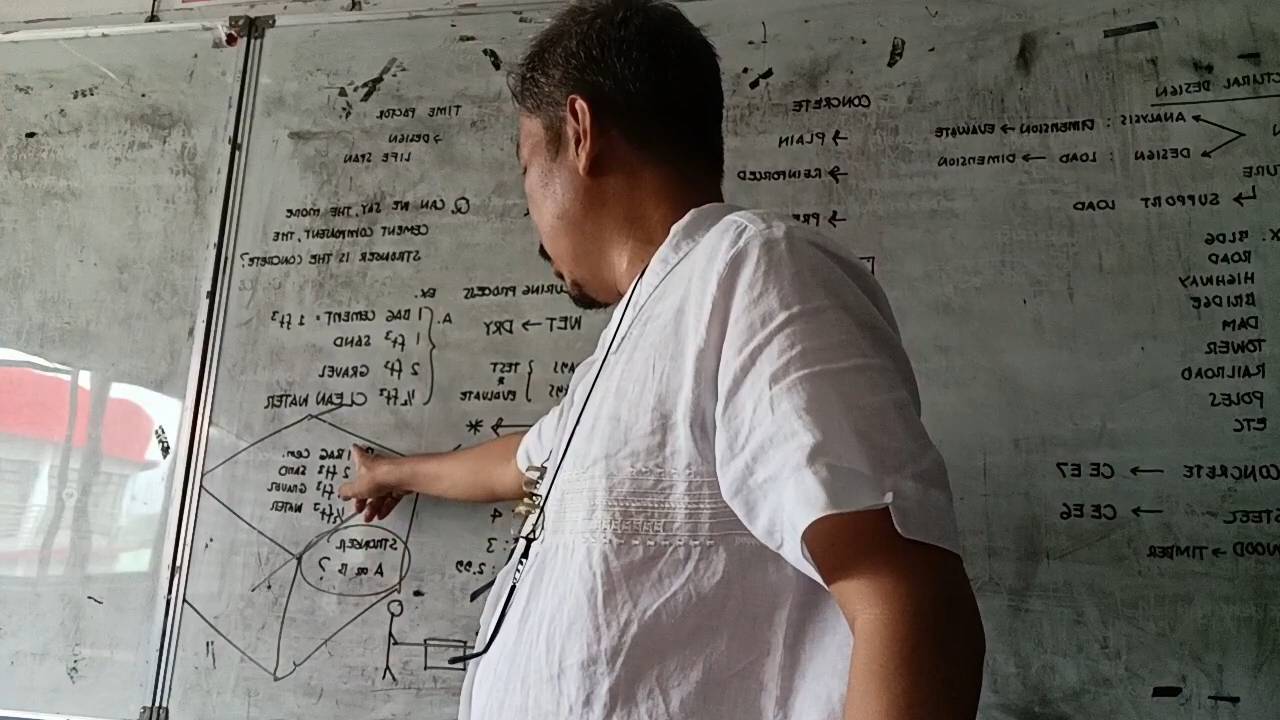 CTURAL DESIGN
ANALYSIS : DIMENSION → EVALUATE
DESIGN : LOAD → DIMENSION
↳ SUPPORT LOAD
BLDG
ROAD
HIGHWAY
BRIDGE
DAM
TOWER
RAILROAD
POLES
ETC
CONCRETE → CE E7
STEEL → CE E6
WOOD → TIMBER
CONCRETE
→ PLAIN
→ REINFORCED
→ PRE
CURING PROCESS
WET → DRY
TEST
&
EVALUATE
← *
4
: 3
: 2.99
TIME FACTOR
→ DESIGN
LIFE SPAN
Q. CAN WE SAY, THE MORE
CEMENT COMPONENT, THE
STRONGER IS THE CONCRETE?
EX.
A. 1 BAG CEMENT = 1 ft³
1 ft³ SAND
2 ft³ GRAVEL
½ ft³ CLEAN WATER
1 BAG CEM.
2 ft³ SAND
ft³ GRAVEL
½ ft³ WATER
STRONGER
A OR B ?